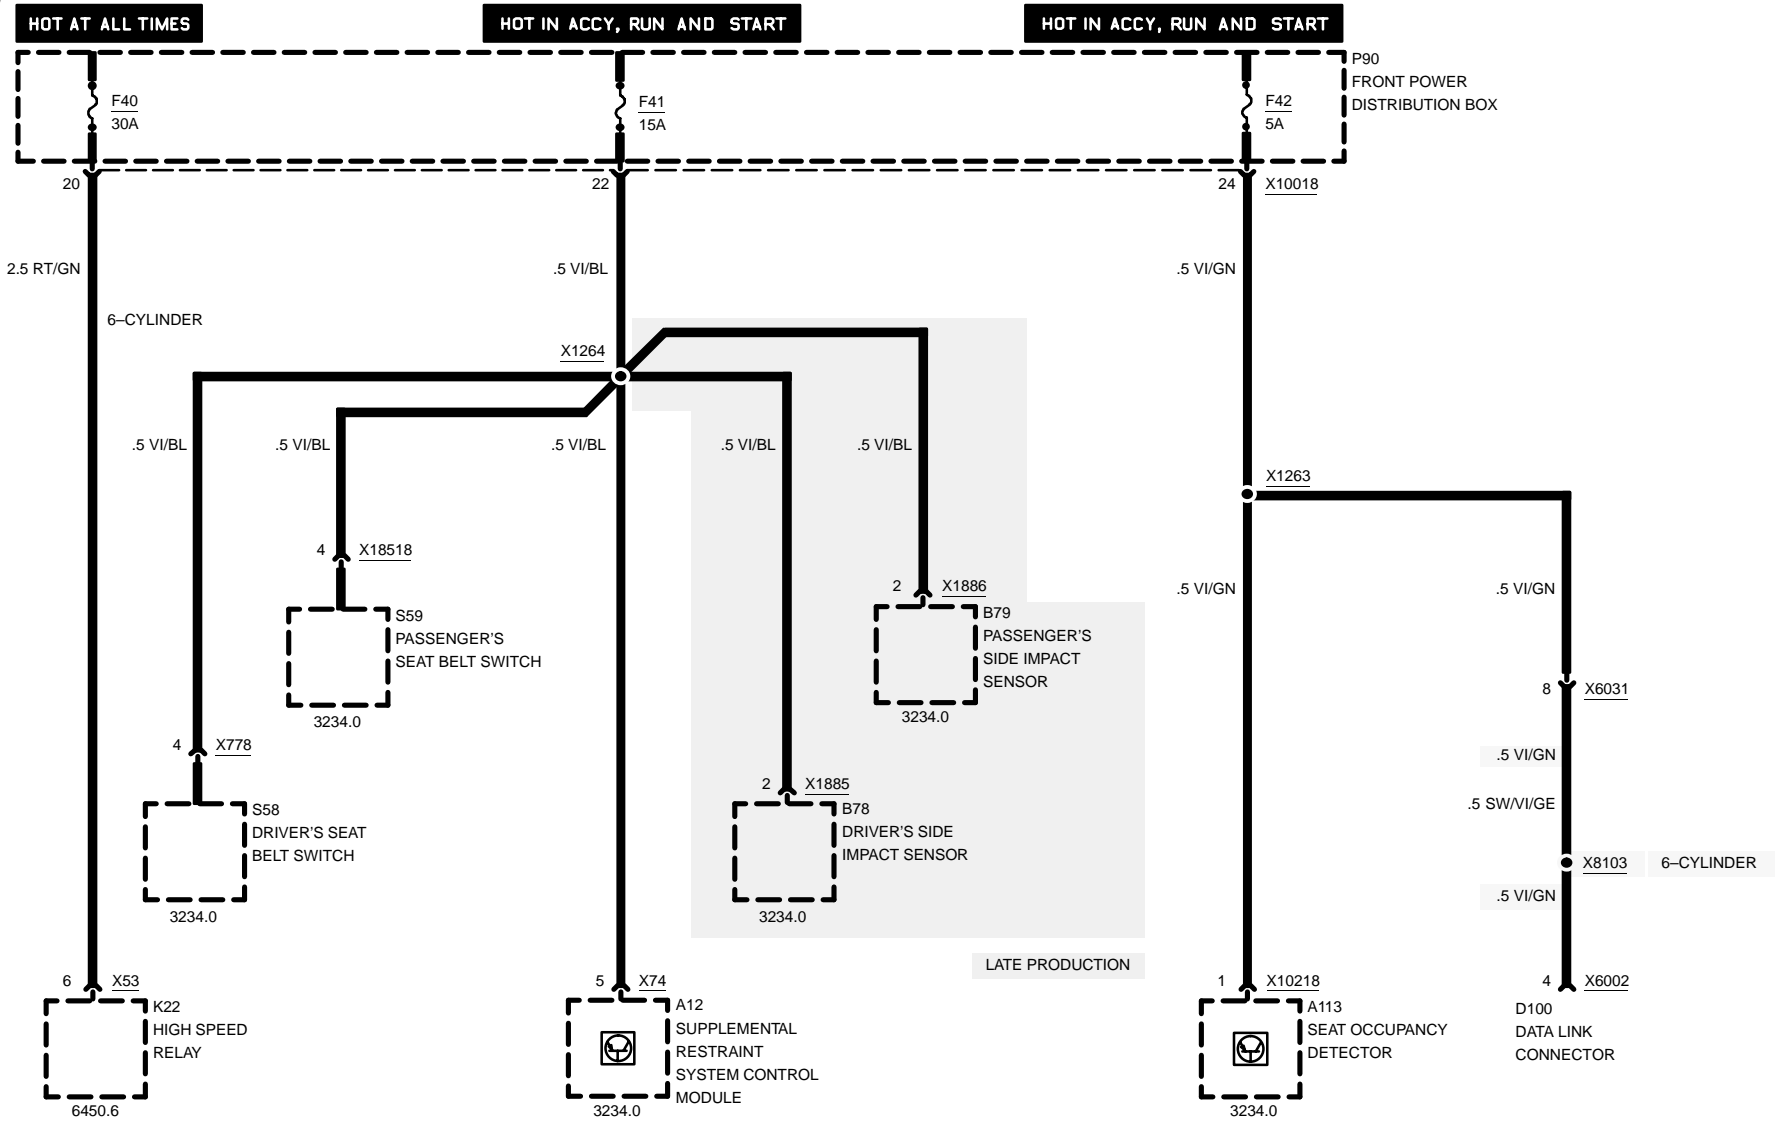 HOT AT ALL TIMES
HOT IN ACCY, RUN AND START
HOT IN ACCY, RUN AND START
P90
FRONT POWER
DISTRIBUTION BOX
F40
30A
F41
15A
F42
5A
20
22
24
X10018
2.5 RT/GN
.5 VI/BL
.5 VI/GN
6–CYLINDER
X1264
.5 VI/BL
.5 VI/BL
.5 VI/BL
.5 VI/BL
.5 VI/BL
X1263
4
X18518
S59
PASSENGER'S
SEAT BELT SWITCH
3234.0
2
X1886
B79
PASSENGER'S
SIDE IMPACT
SENSOR
3234.0
.5 VI/GN
.5 VI/GN
8
X6031
4
X778
S58
DRIVER'S SEAT
BELT SWITCH
3234.0
2
X1885
B78
DRIVER'S SIDE
IMPACT SENSOR
3234.0
.5 VI/GN
.5 SW/VI/GE
X8103
6–CYLINDER
.5 VI/GN
LATE PRODUCTION
6
X53
K22
HIGH SPEED
RELAY
6450.6
5
X74
A12
SUPPLEMENTAL
RESTRAINT
SYSTEM CONTROL
MODULE
3234.0
1
X10218
A113
SEAT OCCUPANCY
DETECTOR
3234.0
4
X6002
D100
DATA LINK
CONNECTOR